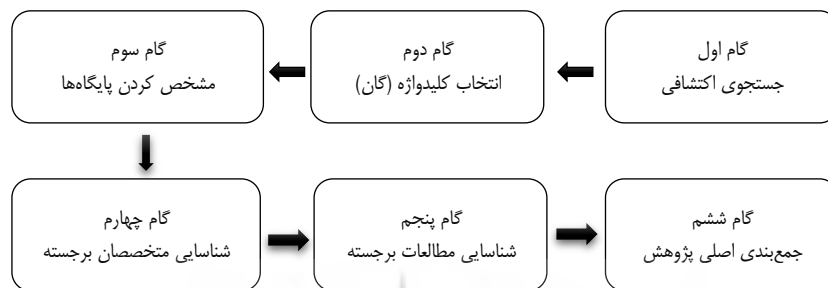 گام اول
جستجوی اکتشافی
گام دوم
انتخاب کلیدواژه (گان)
گام سوم
مشخص کردن پایگاه‌ها
گام چهارم
شناسایی متخصصان برجسته
گام پنجم
شناسایی مطالعات برجسته
گام ششم
جمع‌بندی اصلی پژوهش